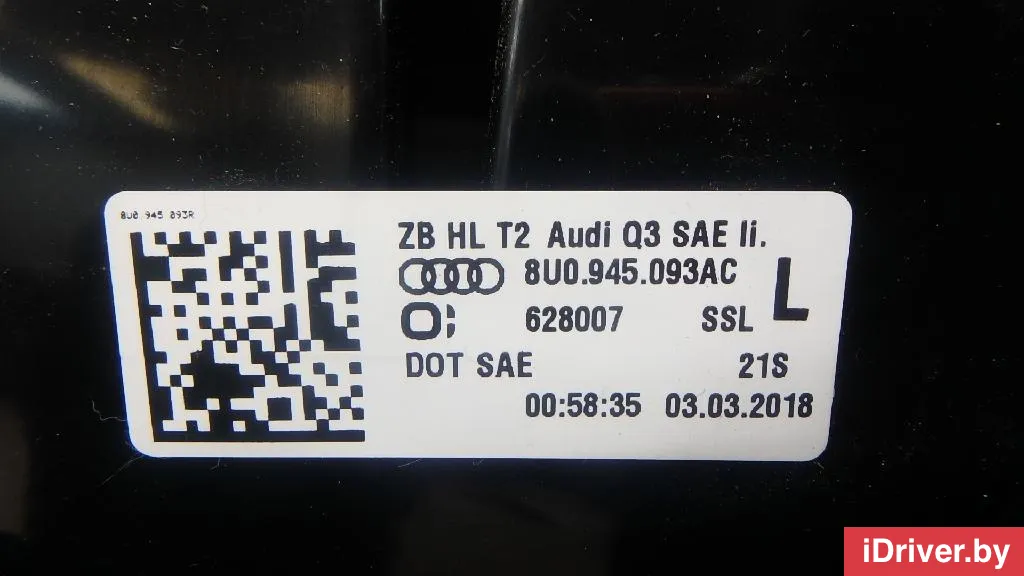 8U0.945 093R
ZB HL T2 Audi Q3 SAE li.
8U0.945.093AC L
628007 SSL
DOT SAE 21S
00:58:35 03.03.2018
iDriver.by